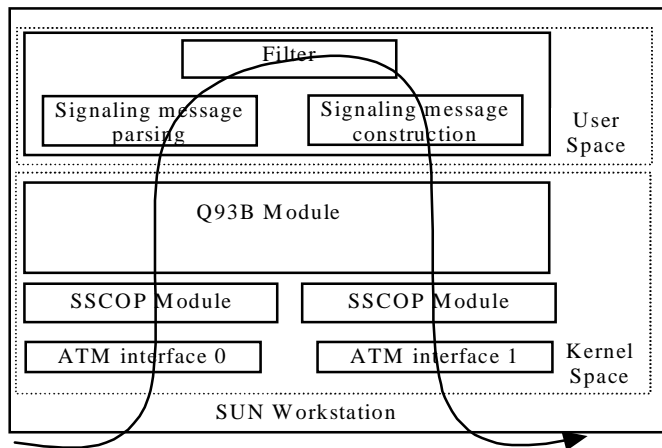 Filter
Signaling message
parsing
Signaling message
construction
User
Space
Q93B Module
SSCOP Module
SSCOP Module
ATM interface 0
ATM interface 1
Kernel
Space
SUN Workstation